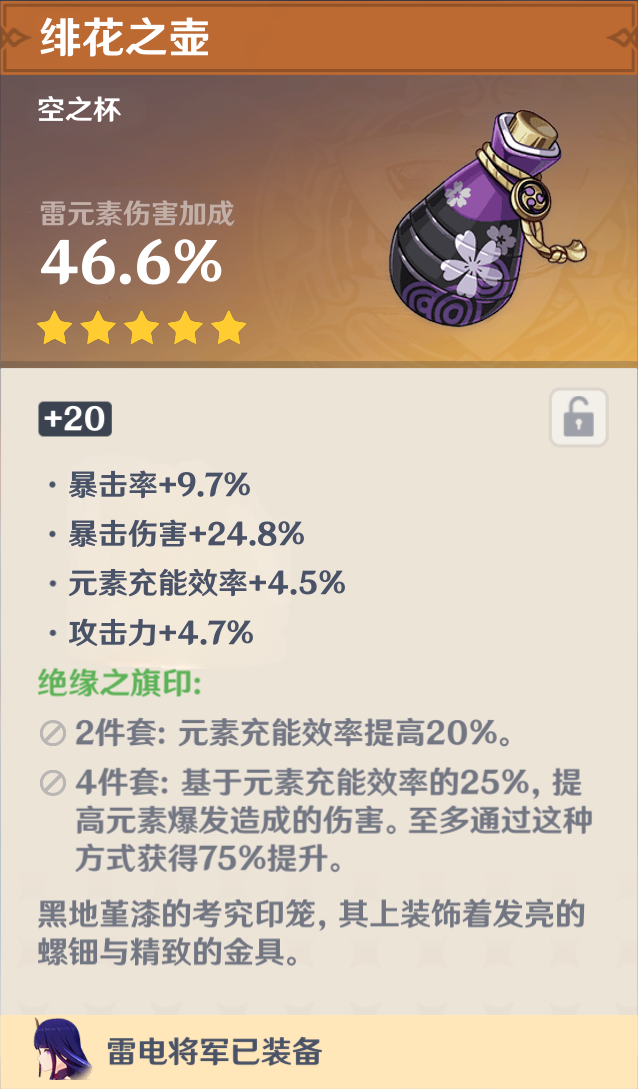 绯花之壶
空之杯
雷元素伤害加成
46.6%
+20
·暴击率+9.7%
·暴击伤害+24.8%
·元素充能效率+4.5%
·攻击力+4.7%
绝缘之旗印:
2件套: 元素充能效率提高20%。
4件套: 基于元素充能效率的25%, 提
高元素爆发造成的伤害。至多通过这种
方式获得75%提升。
黑地堇漆的考究印笼, 其上装饰着发亮的
螺钿与精致的金具。
雷电将军已装备